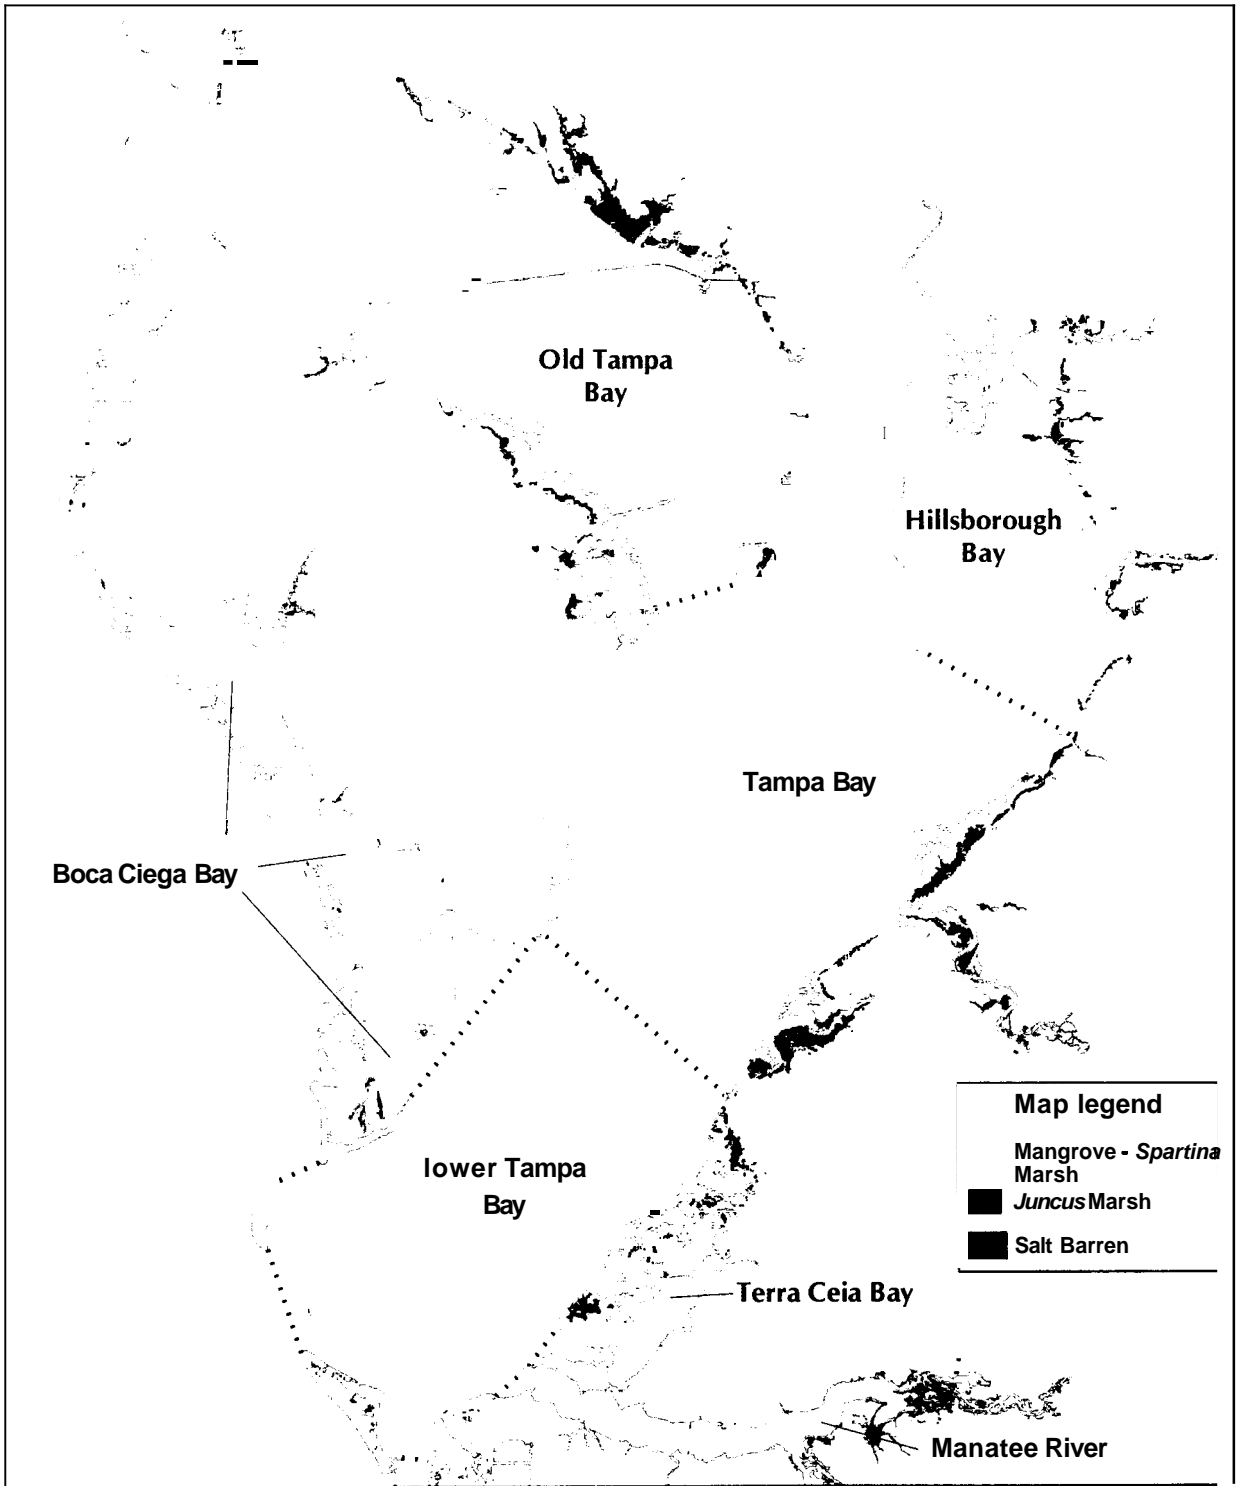 Old Tampa
Bay
Hillsborough
Bay
Tampa Bay
Boca Ciega Bay
Map legend
Mangrove - Spartina
Marsh
Juncus Marsh
Salt Barren
lower Tampa
Bay
Terra Ceia Bay
Manatee River